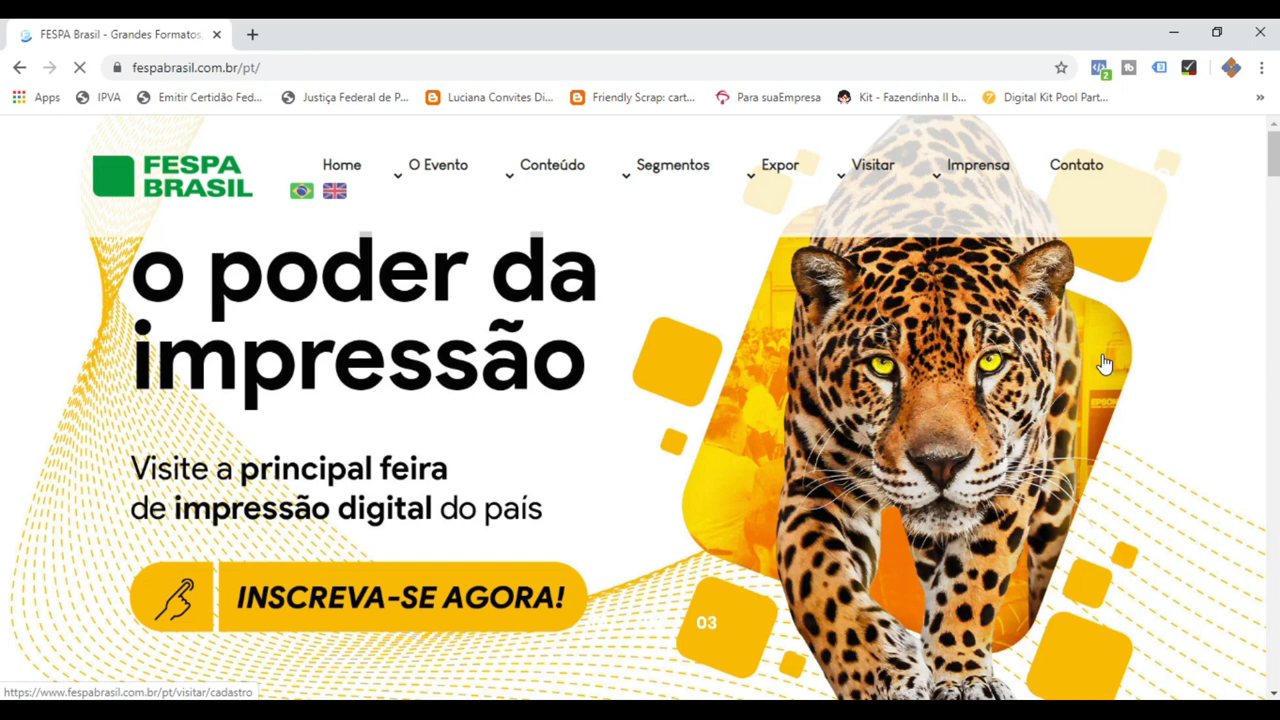 FESPA Brasil - Grandes Formatos,
fespabrasil.com.br/pt/
Apps
IPVA
Emitir Certidão Fed...
Justiça Federal de P...
Luciana Convites Di...
Friendly Scrap: cart...
Para suaEmpresa
Kit - Fazendinha II b...
Digital Kit Pool Part...
»
FESPA
BRASIL
Home
O Evento
Conteúdo
Segmentos
Expor
Visitar
Imprensa
Contato
o poder da
impressão
Visite a principal feira
de impressão digital do país
INSCREVA-SE AGORA!
03
EPSON
https://www.fespabrasil.com.br/pt/visitar/cadastro